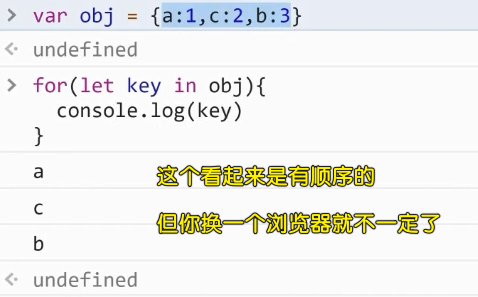 > var obj = {a:1,c:2,b:3}
<· undefined
> for(let key in obj){
console.log(key)
}
a
这个看起来是有顺序的
c
但你换一个浏览器就不一定了
b
<· undefined